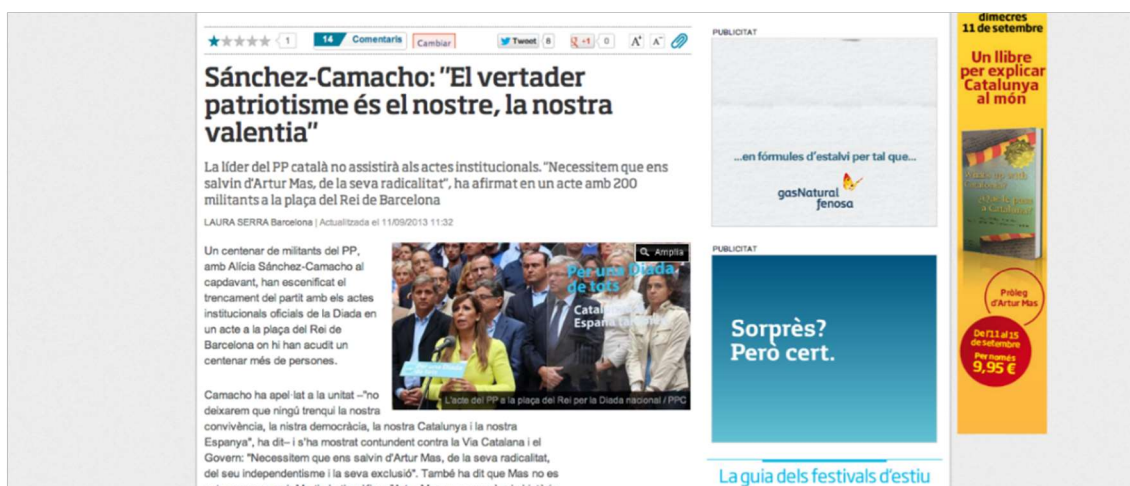 1
14 Comentaris
Cambiar
Tweet 8
+1 0
A+ A-
Sánchez-Camacho: "El vertader
patriotisme és el nostre, la nostra
valentia"
La líder del PP català no assistirà als actes institucionals. "Necessitem que ens
salvin d'Artur Mas, de la seva radicalitat", ha afirmat en un acte amb 200
militants a la plaça del Rei de Barcelona
LAURA SERRA Barcelona | Actualitzada el 11/09/2013 11:32
Un centenar de militants del PP,
amb Alícia Sánchez-Camacho al
capdavant, han escenificat el
trencament del partit amb els actes
institucionals oficials de la Diada en
un acte a la plaça del Rei de
Barcelona on hi han acudit un
centenar més de persones.
Amplia
Per una Diada
de tots
Espanya
Per una Diada
de tots
L'acte del PP a la plaça del Rei per la Diada nacional / PPC
Camacho ha apel·lat a la unitat –"no
deixarem que ningú trenqui la nostra
convivència, la nistra democràcia, la nostra Catalunya i la nostra
Espanya", ha dit– i s'ha mostrat contundent contra la Via Catalana i el
Govern: "Necessitem que ens salvin d'Artur Mas, de la seva radicalitat,
del seu independentisme i la seva exclusió". També ha dit que Mas no es
PUBLICITAT
...en fórmules d'estalvi per tal que...
gasNatural
fenosa
PUBLICITAT
Sorprès?
Però cert.
La guia dels festivals d'estiu
dimecres
11 de setembre
Un llibre
per explicar
Catalunya
al món
Pròleg
d'Artur Mas
De l'11 al 15
de setembre
Per només
9,95 €